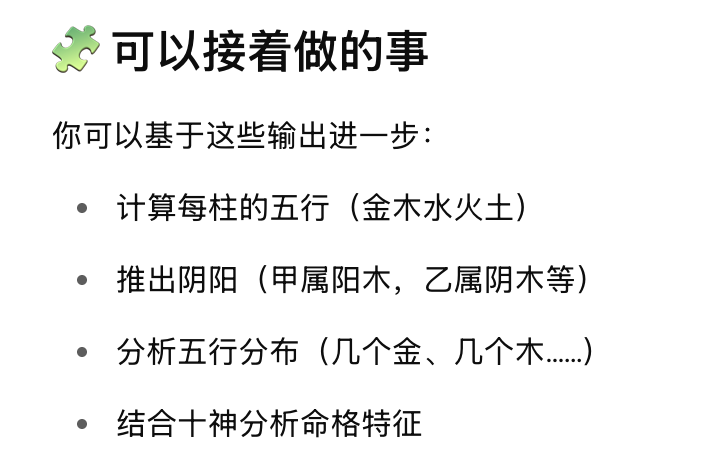 🧩 可以接着做的事
你可以基于这些输出进一步：
• 计算每柱的五行（金木水火土）
• 推出阴阳（甲属阳木，乙属阴木等）
• 分析五行分布（几个金、几个木……）
• 结合十神分析命格特征